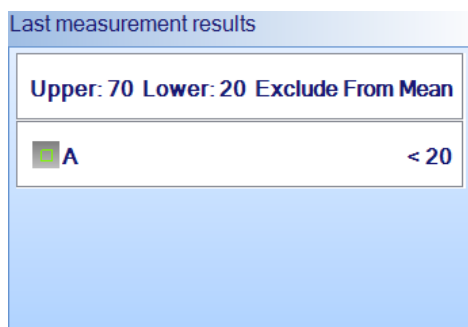 Last measurement results
Upper: 70 Lower: 20 Exclude From Mean
A < 20